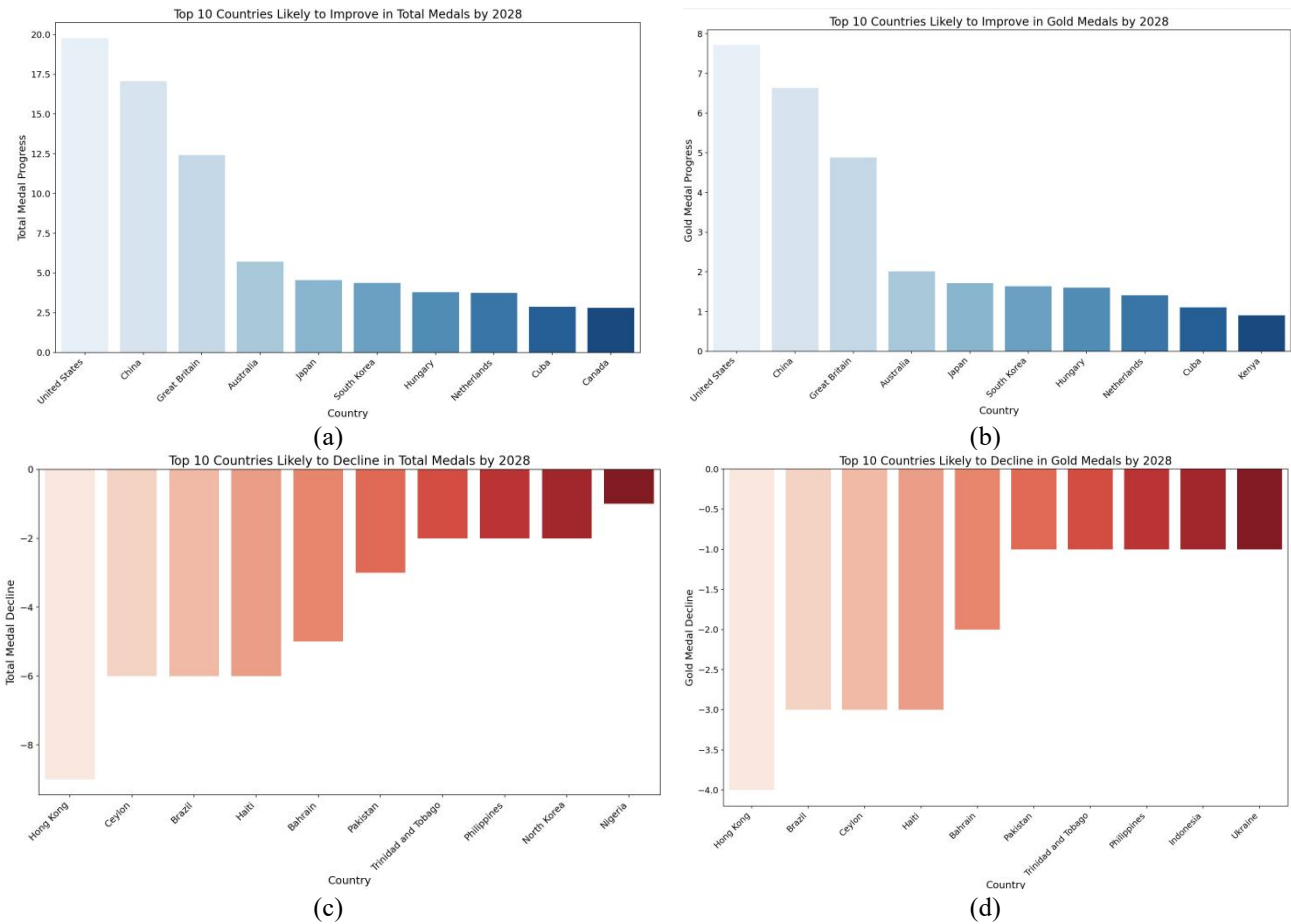 Top 10 Countries Likely to Improve in Total Medals by 2028
20.0
17.5
15.0
12.5
10.0
7.5
5.0
2.5
0.0
Total Medal Progress
United States
China
Great Britain
Australia
Japan
South Korea
Hungary
Netherlands
Cuba
Canada
Country
(a)
Top 10 Countries Likely to Improve in Gold Medals by 2028
8
7
6
5
4
3
2
1
0
Gold Medal Progress
United States
China
Great Britain
Australia
Japan
South Korea
Hungary
Netherlands
Cuba
Kenya
Country
(b)
Top 10 Countries Likely to Decline in Total Medals by 2028
0
−2
−4
−6
−8
Total Medal Decline
Hong Kong
Ceylon
Brazil
Haiti
Bahrain
Pakistan
Trinidad and Tobago
Philippines
North Korea
Nigeria
Country
(c)
Top 10 Countries Likely to Decline in Gold Medals by 2028
0.0
−0.5
−1.0
−1.5
−2.0
−2.5
−3.0
−3.5
−4.0
Gold Medal Decline
Hong Kong
Brazil
Ceylon
Haiti
Bahrain
Pakistan
Trinidad and Tobago
Philippines
Indonesia
Ukraine
Country
(d)